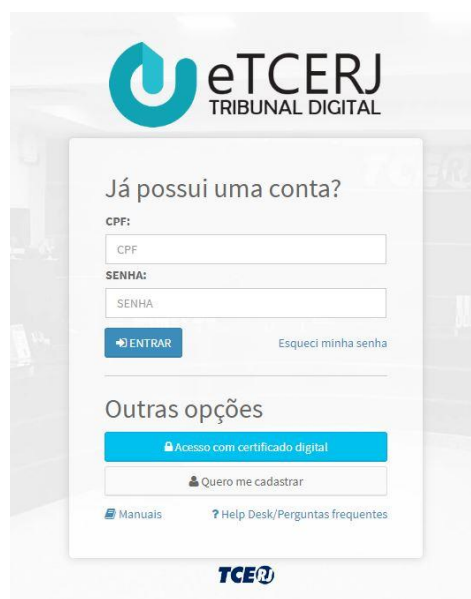 eTCERJ
TRIBUNAL DIGITAL
Já possui uma conta?
CPF:
CPF
SENHA:
SENHA
ENTRAR Esqueci minha senha
Outras opções
Acesso com certificado digital
Quero me cadastrar
Manuais ? Help Desk/Perguntas frequentes
TCERJ